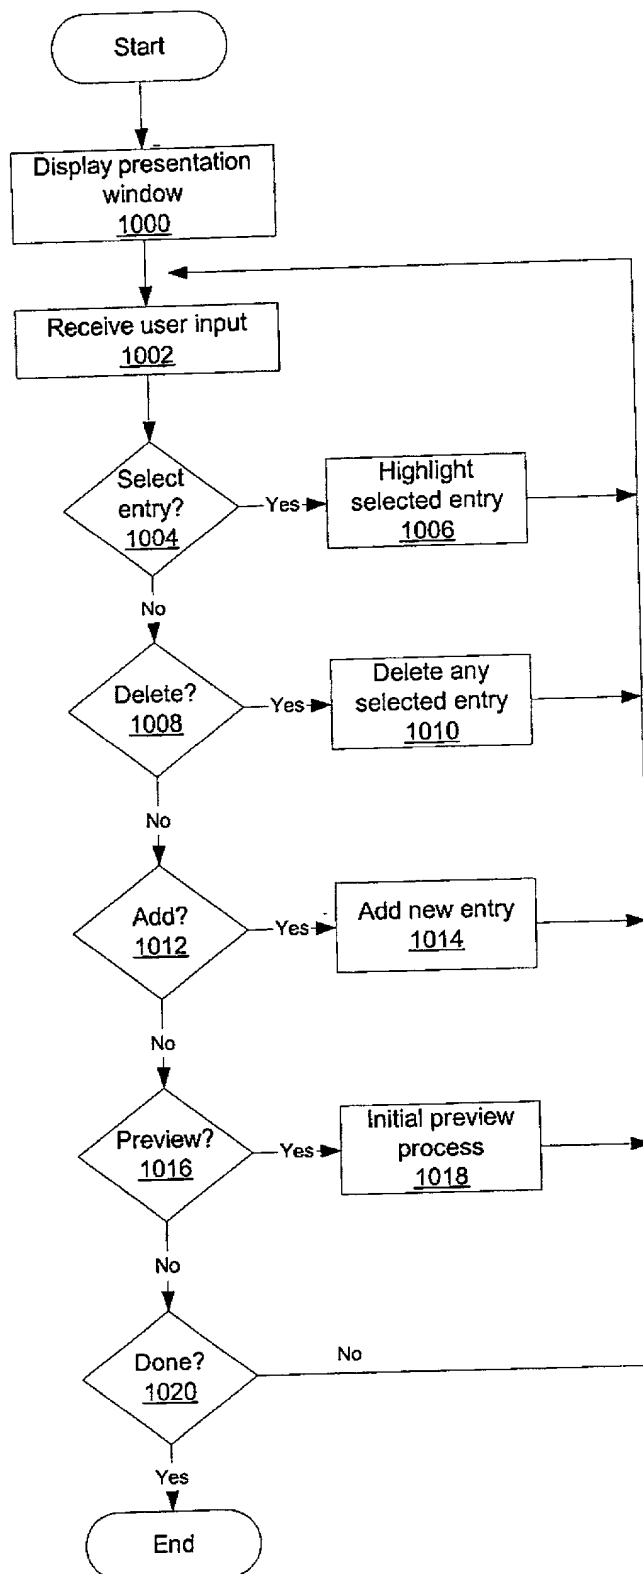 Start
Display presentation
window
1000
Receive user input
1002
Select
entry?
1004
Yes
Highlight
selected entry
1006
No
Delete?
1008
Yes
Delete any
selected entry
1010
No
Add?
1012
Yes
Add new entry
1014
No
Preview?
1016
Yes
Initial preview
process
1018
No
Done?
1020
No
Yes
End